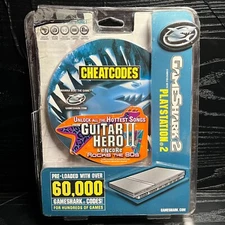 CHEATCODES
UNLOCK ALL THE HOTTEST SONGS
GUITAR
HERO II
& ENCORE
ROCKS THE 80s
PRE-LOADED WITH OVER
60,000
GAMESHARK CODES!
FOR HUNDREDS OF GAMES
GAMESHARK 2
PLAYSTATION 2
GAMESHARK.COM